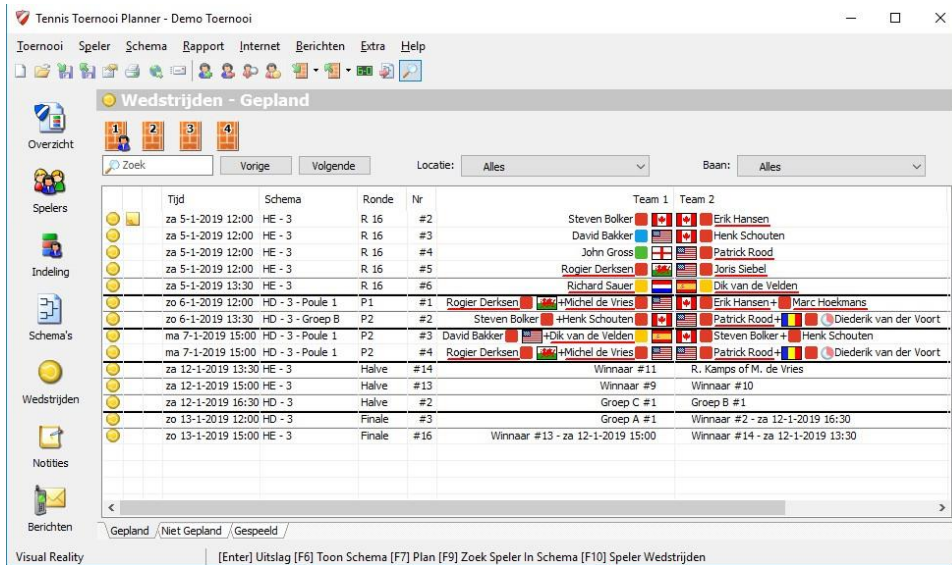 Tennis Toernooi Planner - Demo Toernooi
Toernooi Speler Schema Rapport Internet Berichten Extra Help
Overzicht
Spelers
Indeling
Schema's
Wedstrijden
Notities
Berichten
Wedstrijden - Gepland
1 2 3 4
Zoek Vorige Volgende Locatie: Alles Baan: Alles
Tijd Schema Ronde Nr Team 1 Team 2
za 5-1-2019 12:00 HE - 3 R 16 #2 Steven Bolker Erik Hansen
za 5-1-2019 12:00 HE - 3 R 16 #3 David Bakker Henk Schouten
za 5-1-2019 12:00 HE - 3 R 16 #4 John Gross Patrick Rood
za 5-1-2019 12:00 HE - 3 R 16 #5 Rogier Derksen Joris Siebel
za 5-1-2019 13:30 HE - 3 R 16 #6 Richard Sauer Dik van de Velden
zo 6-1-2019 12:00 HD - 3 - Poule 1 P1 #1 Rogier Derksen +Michel de Vries Erik Hansen + Marc Hoekmans
zo 6-1-2019 13:30 HD - 3 - Groep B P2 #2 Steven Bolker +Henk Schouten Patrick Rood + Diederik van der Voort
ma 7-1-2019 15:00 HD - 3 - Poule 1 P2 #3 David Bakker +Dik van de Velden Steven Bolker + Henk Schouten
ma 7-1-2019 15:00 HD - 3 - Poule 1 P2 #4 Rogier Derksen +Michel de Vries Patrick Rood + Diederik van der Voort
za 12-1-2019 13:30 HE - 3 Halve #14 Winnaar #11 R. Kamps of M. de Vries
za 12-1-2019 15:00 HE - 3 Halve #13 Winnaar #9 Winnaar #10
za 12-1-2019 16:30 HD - 3 Halve #2 Groep C #1 Groep B #1
zo 13-1-2019 12:00 HD - 3 Finale #3 Groep A #1 Winnaar #2 - za 12-1-2019 16:30
zo 13-1-2019 15:00 HE - 3 Finale #16 Winnaar #13 - za 12-1-2019 15:00 Winnaar #14 - za 12-1-2019 13:30
Gepland Niet Gepland Gespeeld
Visual Reality [Enter] Uitslag [F6] Toon Schema [F7] Plan [F9] Zoek Speler In Schema [F10] Speler Wedstrijden